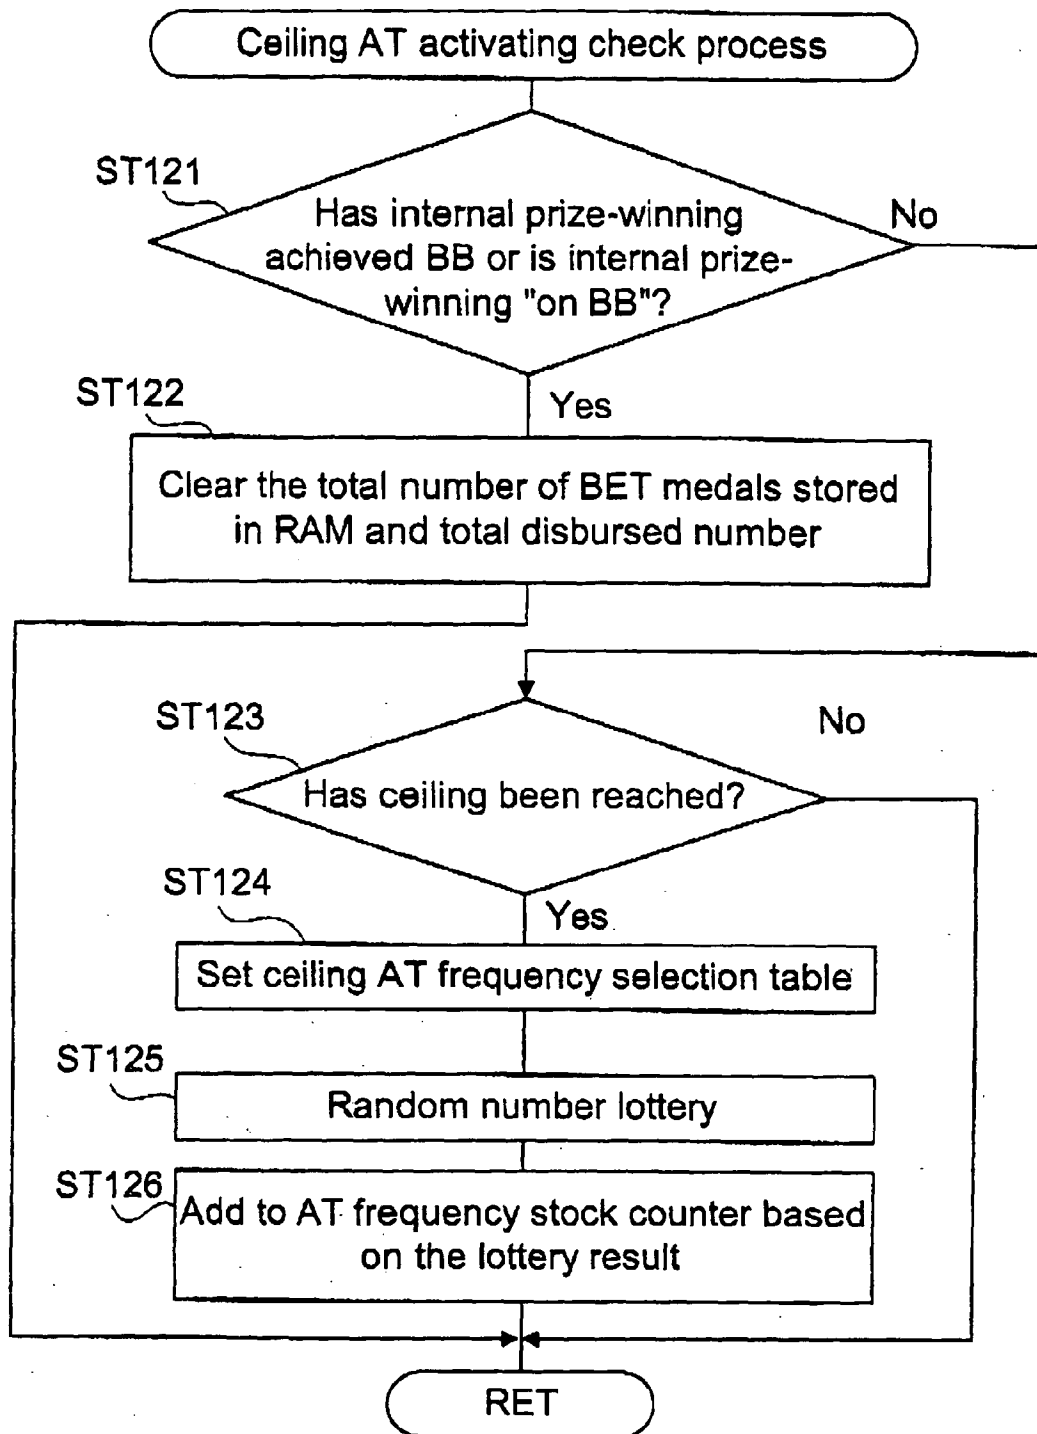 Ceiling AT activating check process
ST121
Has internal prize-winning
achieved BB or is internal prize-
winning "on BB"?
No
ST122
Yes
Clear the total number of BET medals stored
in RAM and total disbursed number
ST123
No
Has ceiling been reached?
ST124
Yes
Set ceiling AT frequency selection table
ST125
Random number lottery
ST126
Add to AT frequency stock counter based
on the lottery result
RET